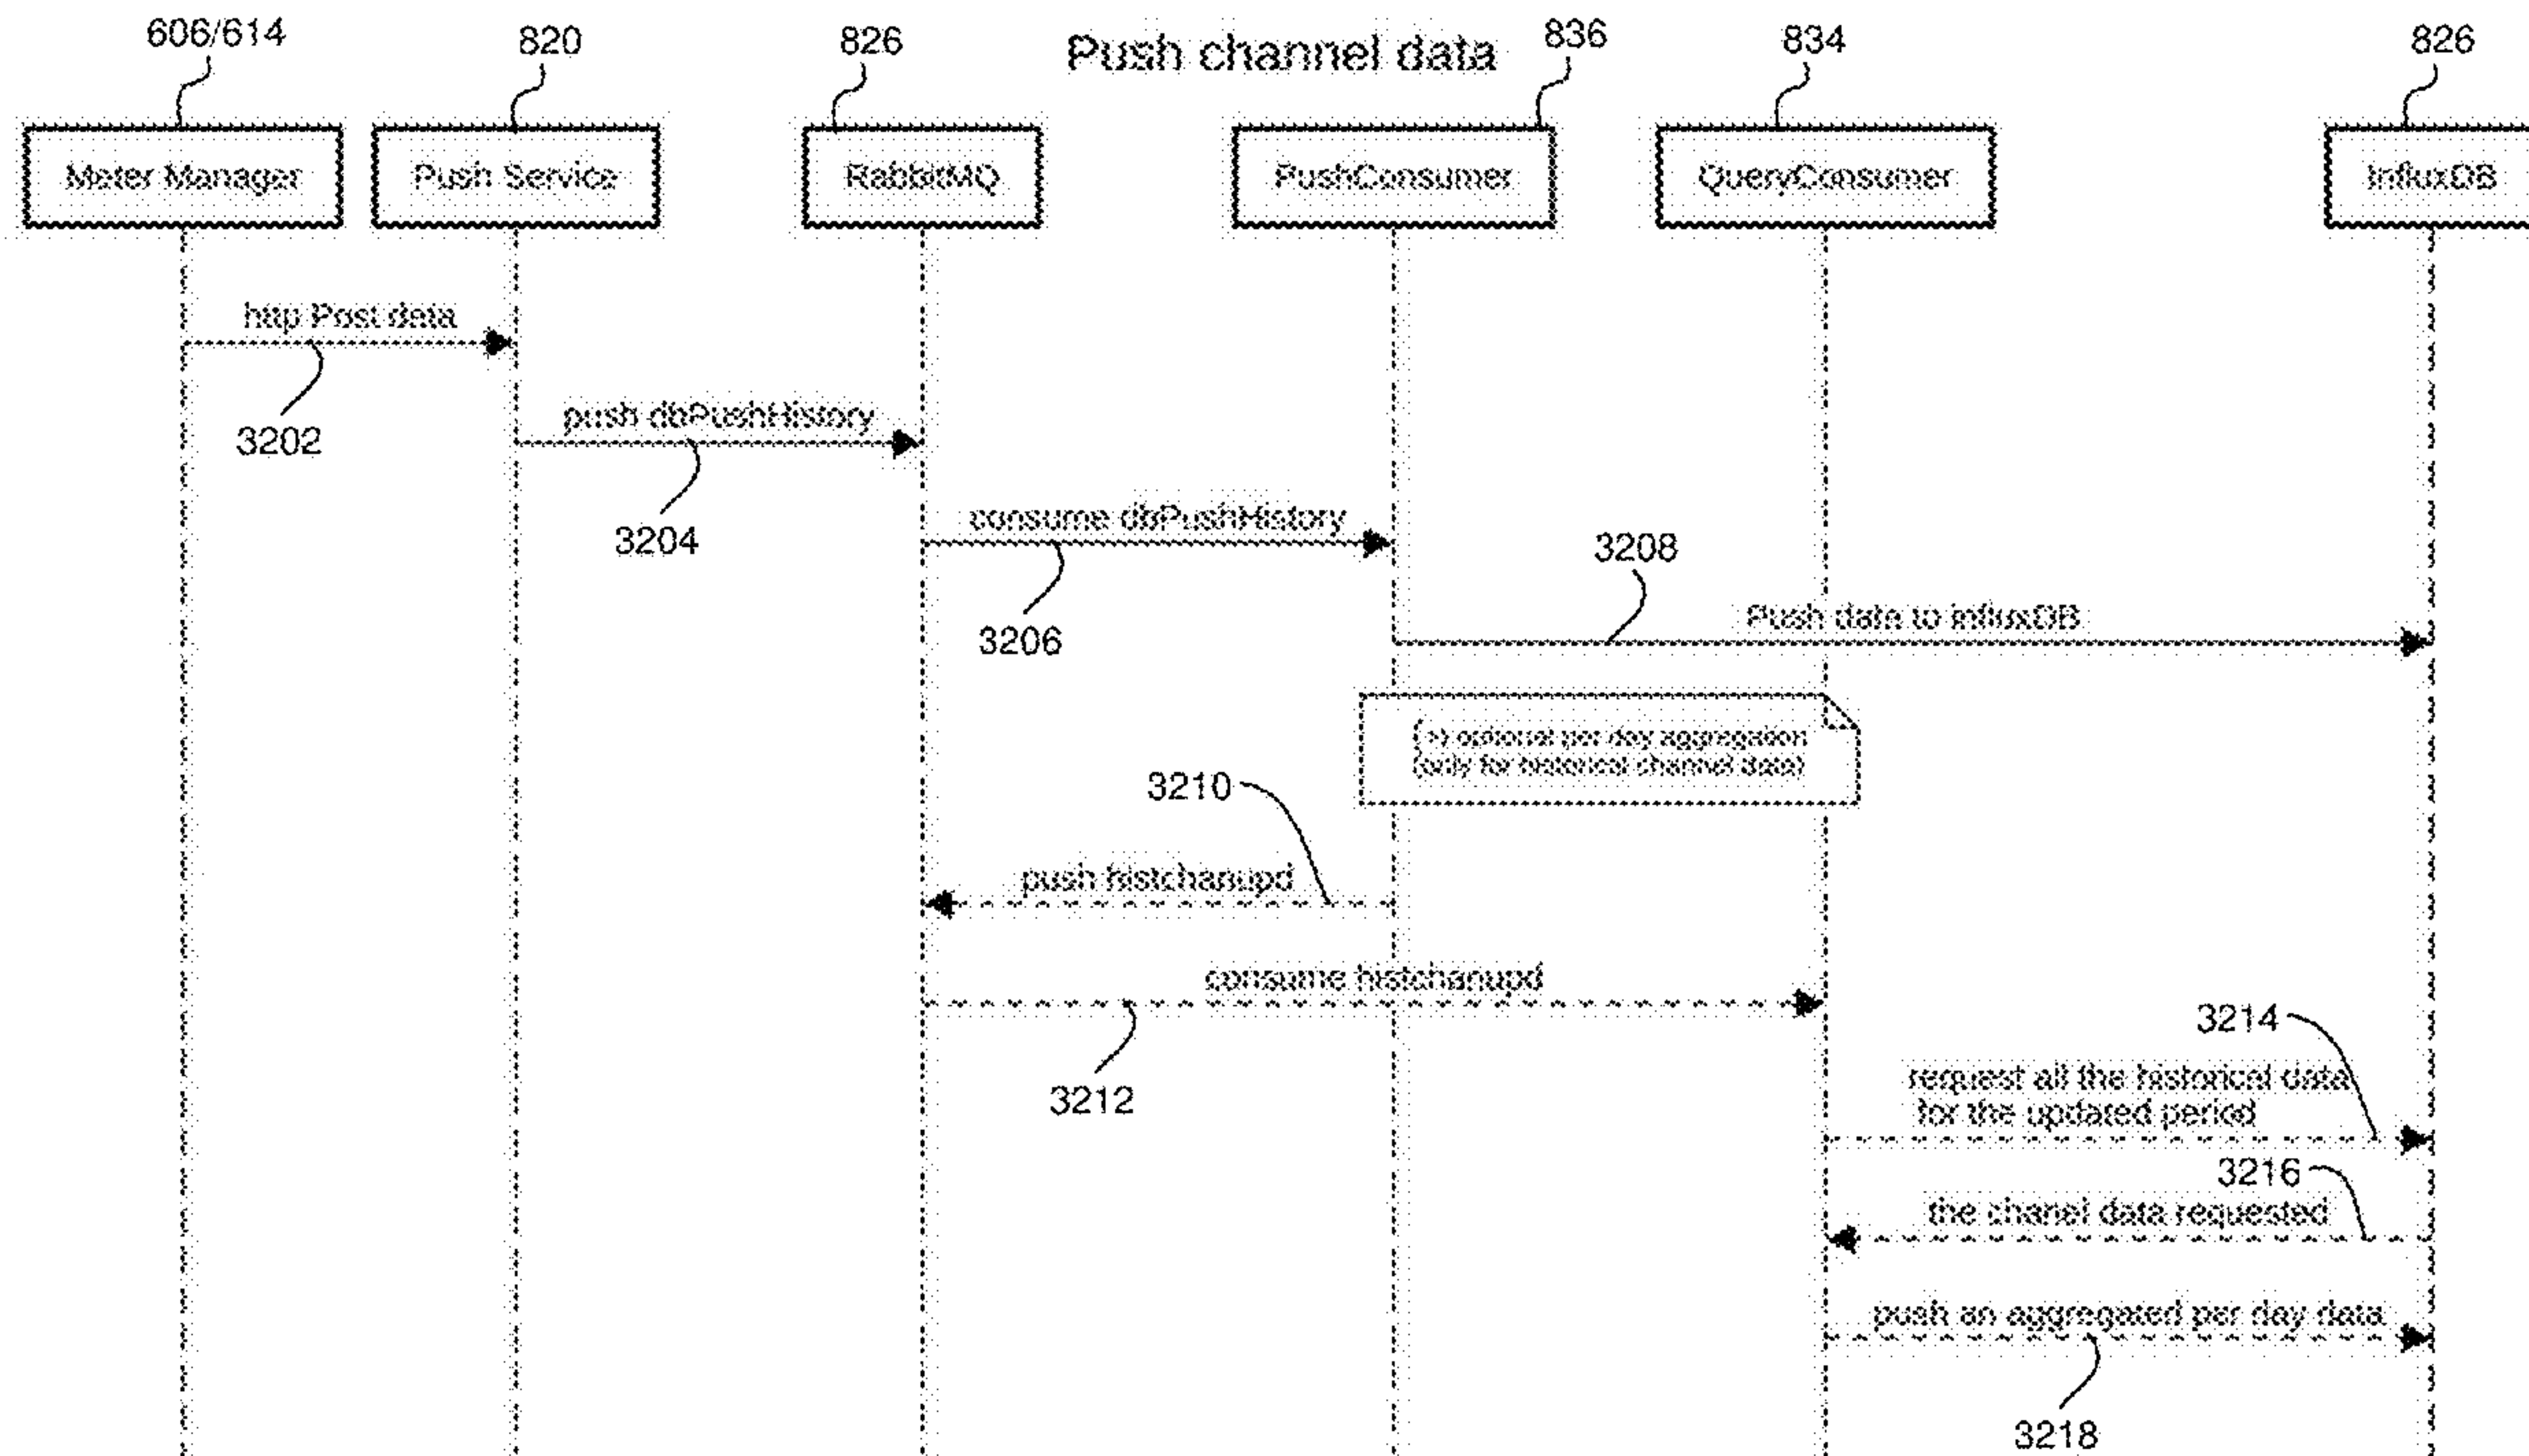 606/614
820
826
Push channel data
836
834
826
Meter Manager
Push Service
RabbitMQ
PushConsumer
QueryConsumer
InfluxDB
http Post data
3202
push dbPushHistory
3204
consume dbPushHistory
3206
3208
Push data to influxDB
optional per day aggregation
(only for historical channel data)
3210
push histchanupd
consume histchanupd
3212
3214
request all the historical data
for the updated period
3216
the chanel data requested
push an aggregated per day data
3218